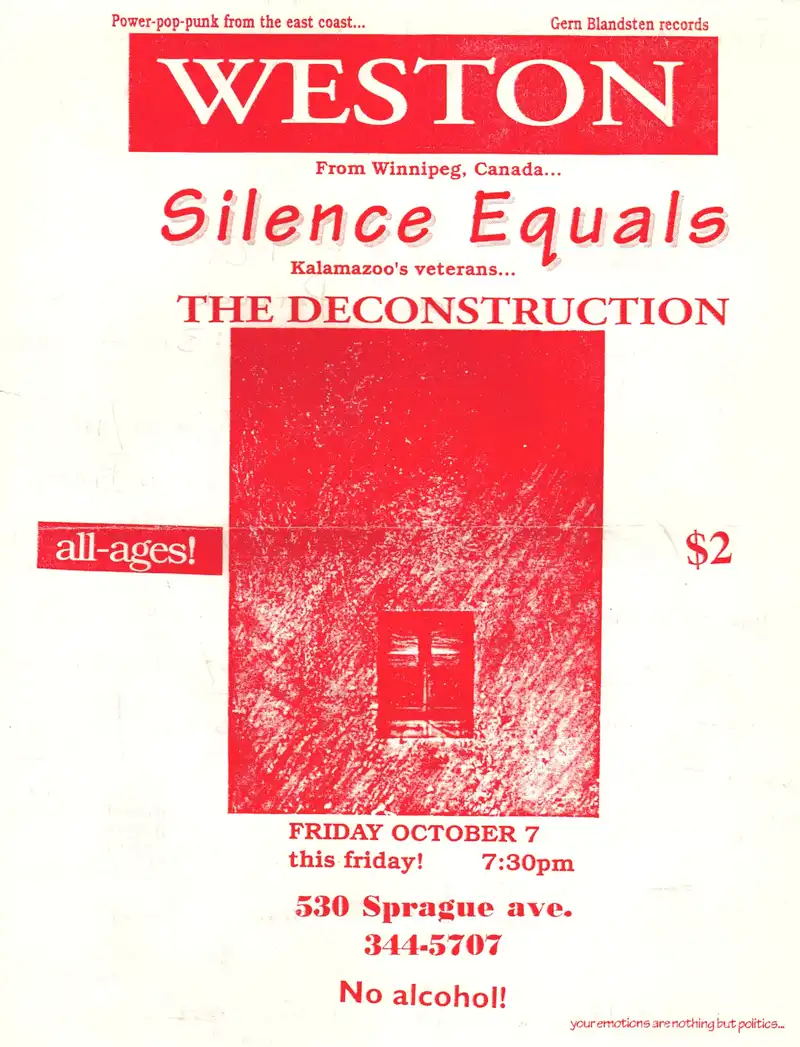 Power-pop-punk from the east coast...
Gern Blandsten records
WESTON
From Winnipeg, Canada...
Silence Equals
Kalamazoo's veterans...
THE DECONSTRUCTION
all-ages!
$2
FRIDAY OCTOBER 7
this friday! 7:30pm
530 Sprague ave.
344-5707
No alcohol!
your emotions are nothing but politics...